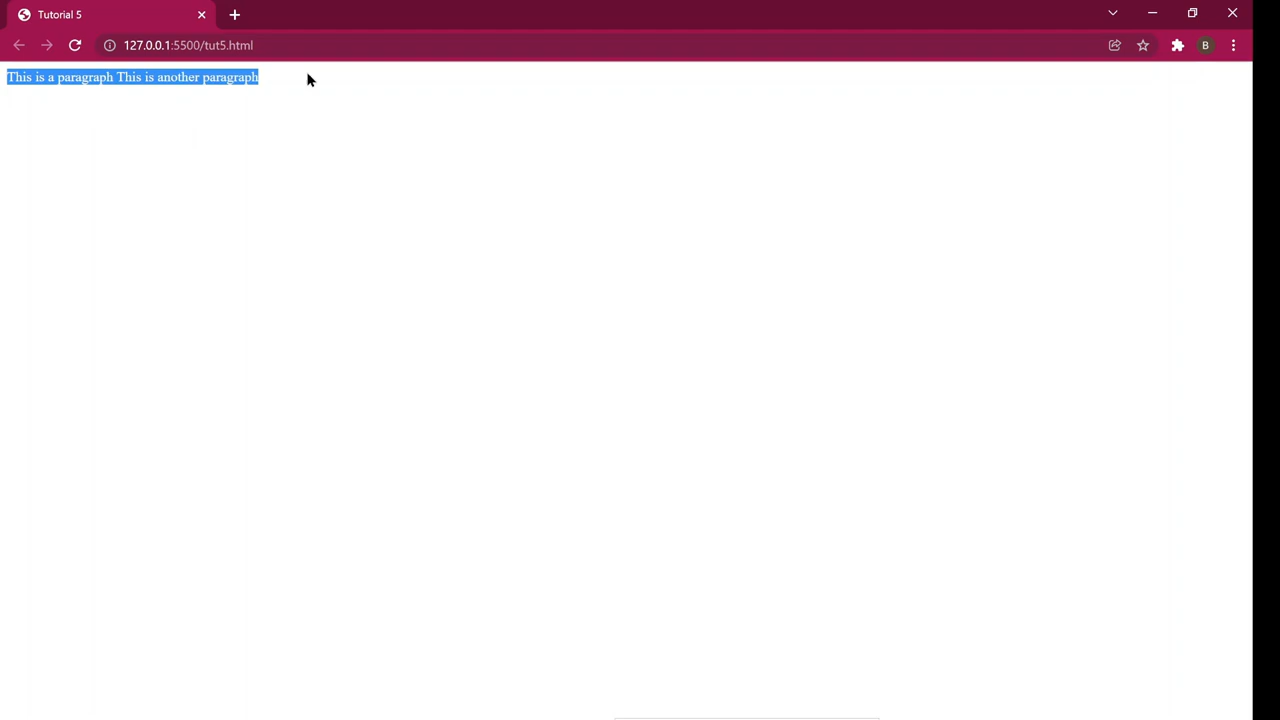 Tutorial 5
127.0.0.1:5500/tut5.html
B
This is a paragraph This is another paragraph